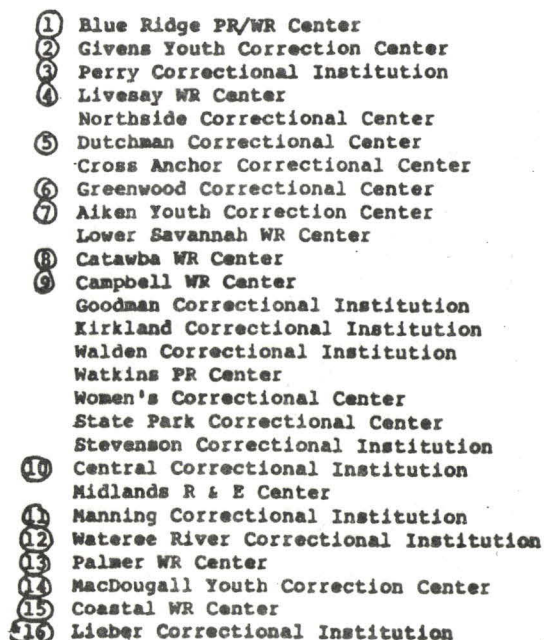 1 Blue Ridge PR/WR Center
2 Givens Youth Correction Center
3 Perry Correctional Institution
4 Livesay WR Center
Northside Correctional Center
5 Dutchman Correctional Center
Cross Anchor Correctional Center
6 Greenwood Correctional Center
7 Aiken Youth Correction Center
Lower Savannah WR Center
8 Catawba WR Center
9 Campbell WR Center
Goodman Correctional Institution
Kirkland Correctional Institution
Walden Correctional Institution
Watkins PR Center
Women's Correctional Center
State Park Correctional Center
Stevenson Correctional Institution
10 Central Correctional Institution
Midlands R & E Center
11 Manning Correctional Institution
12 Wateree River Correctional Institution
13 Palmer WR Center
14 MacDougall Youth Correction Center
15 Coastal WR Center
*16 Lieber Correctional Institution